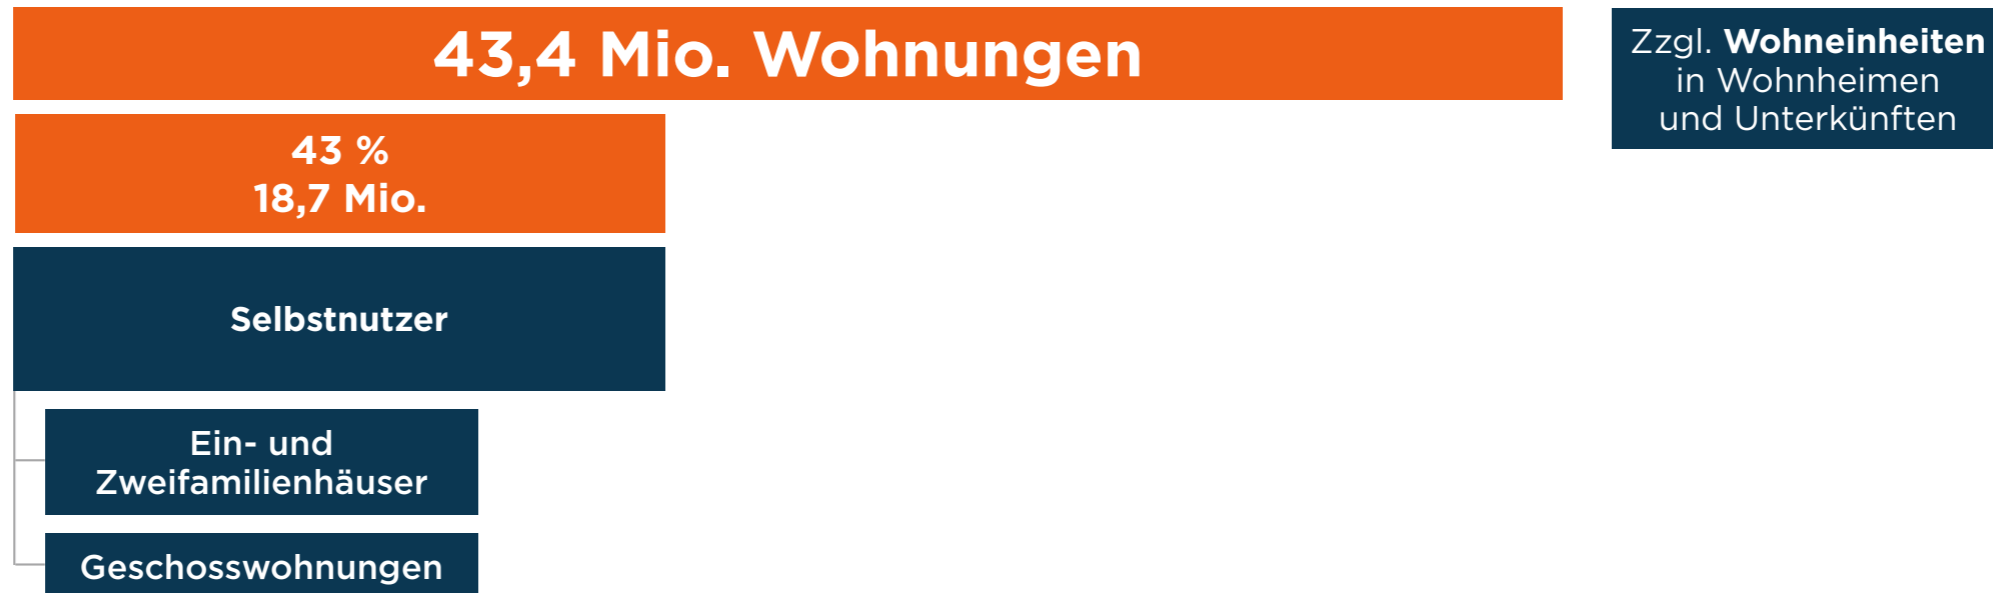 43,4 Mio. Wohnungen
Zzgl. Wohneinheiten
in Wohnheimen
und Unterkünften
43 %
18,7 Mio.
Selbstnutzer
Ein- und
Zweifamilienhäuser
Geschosswohnungen